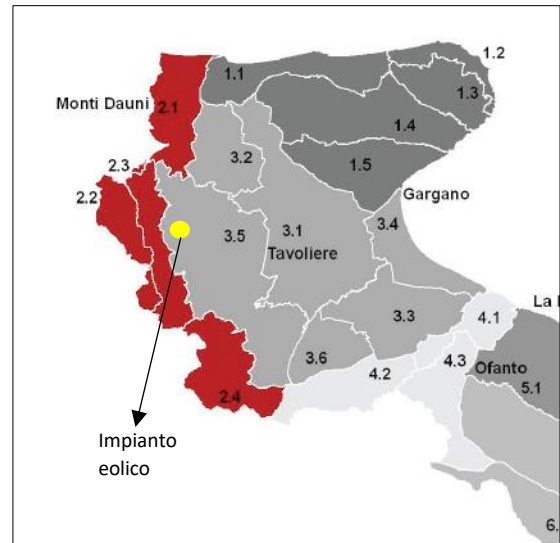 1.2
1.1
1.3
Monti Dauni
2.1
1.4
3.2
2.3
1.5
2.2
Gargano
3.4
3.5
3.1
Tavoliere
La
4.1
3.3
4.3
3.6
4.2
Ofanto
5.1
2.4
Impianto
eolico
6.